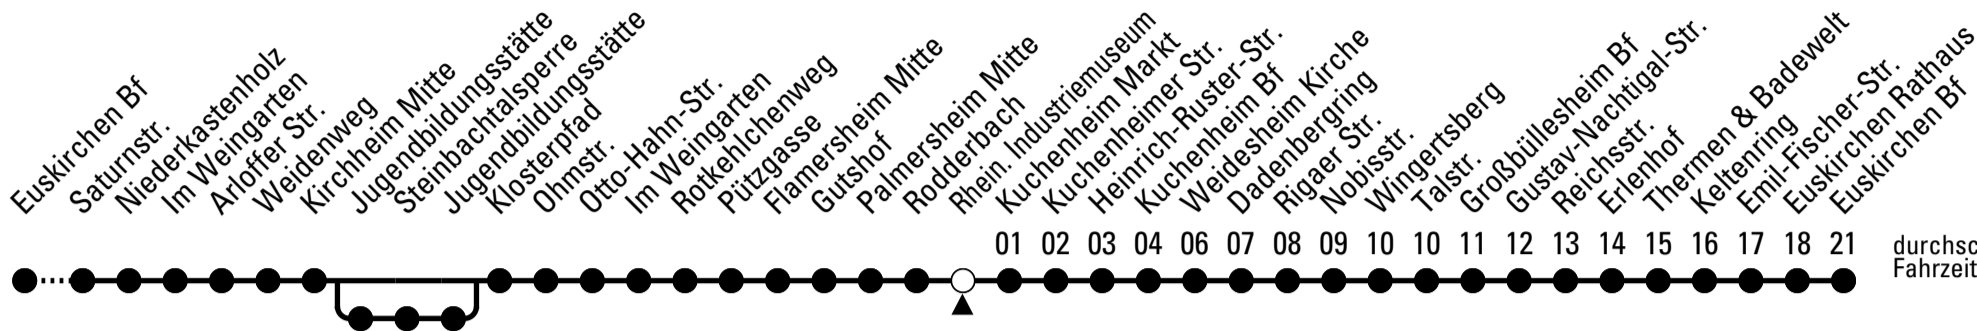 Euskirchen Bf
Saturnstr.
Niederkastenholz
Im Weingarten
Arloffer Str.
Weidenweg
Kirchheim Mitte
Jugendbildungsstätte
Steinbachtalsperre
Jugendbildungsstätte
Klosterpfad
Ohmstr.
Otto-Hahn-Str.
Im Weingarten
Rotkehlchenweg
Pützgasse
Flamersheim Mitte
Gutshof
Palmersheim Mitte
Rodderbach
Rhein. Industriemuseum
Kuchenheim Markt
Kuchenheimer Str.
Heinrich-Ruster-Str.
Kuchenheim Bf
Weidesheim Kirche
Dadenbergring
Rigaer Str.
Nobisstr.
Wingertsberg
Talstr.
Großbüllesheim Bf
Gustav-Nachtigal-Str.
Reichsstr.
Erlenhof
Thermen & Badewelt
Keltenring
Emil-Fischer-Str.
Euskirchen Rathaus
Euskirchen Bf
01 02 03 04 06 07 08 09 10 10 11 12 13 14 15 16 17 18 21
durchsc
Fahrzeit